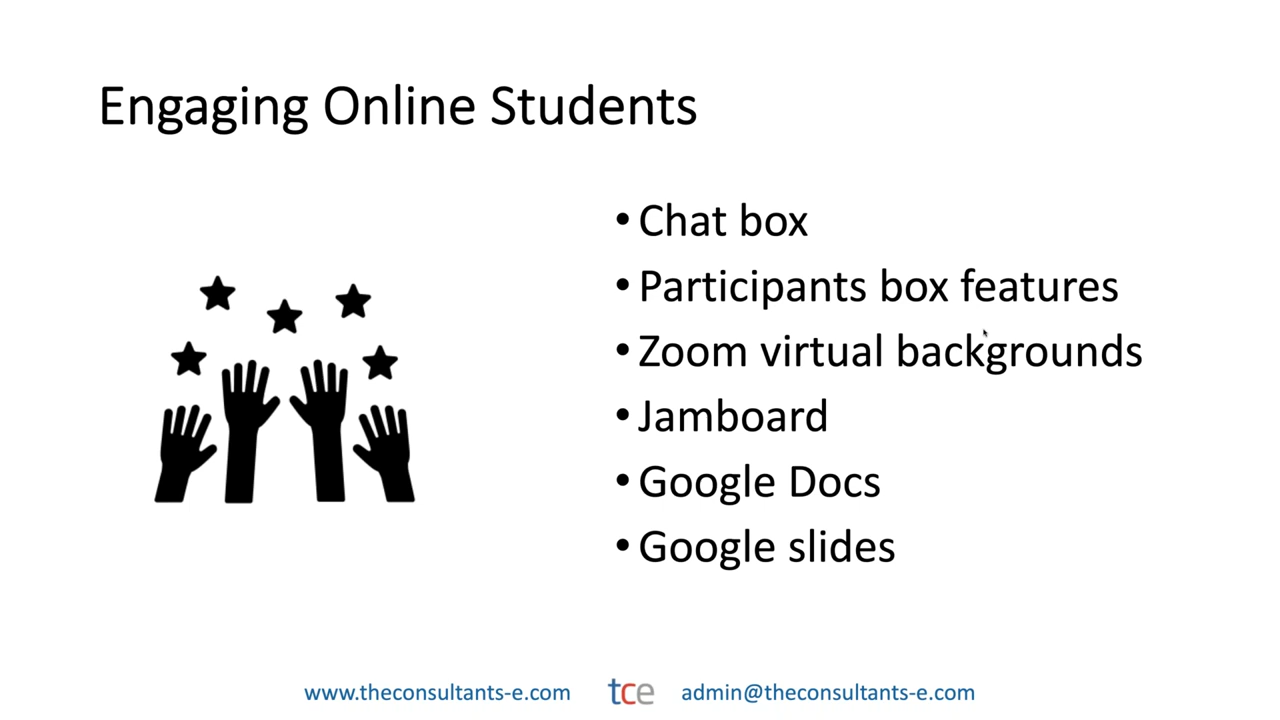 Engaging Online Students
• Chat box
• Participants box features
• Zoom virtual backgrounds
• Jamboard
• Google Docs
• Google slides
www.theconsultants-e.com tce admin@theconsultants-e.com